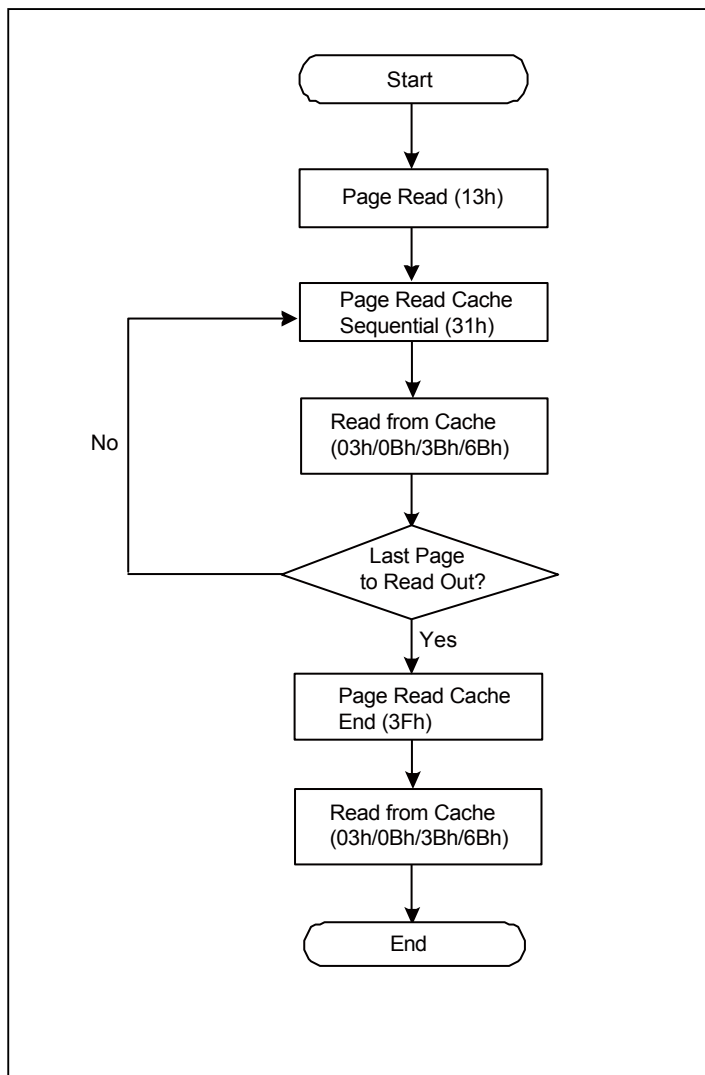 Start
Page Read (13h)
Page Read Cache
Sequential (31h)
Read from Cache
(03h/0Bh/3Bh/6Bh)
No
Last Page
to Read Out?
Yes
Page Read Cache
End (3Fh)
Read from Cache
(03h/0Bh/3Bh/6Bh)
End